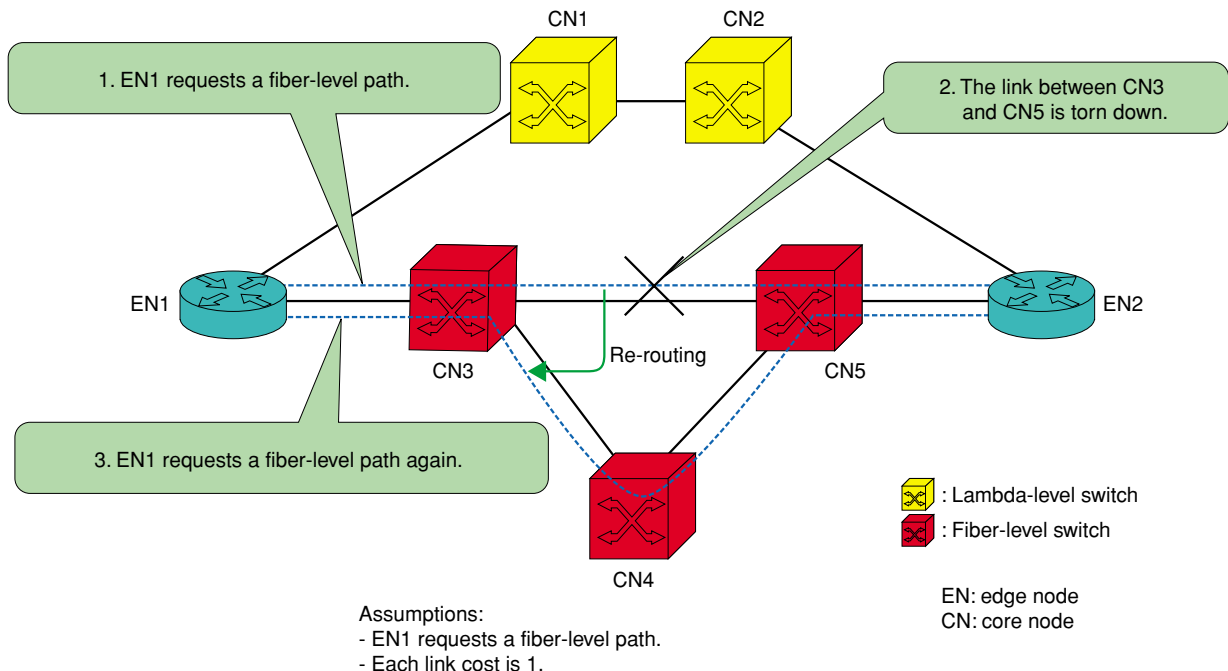 CN1
CN2
1. EN1 requests a fiber-level path.
2. The link between CN3
and CN5 is torn down.
EN1
EN2
CN3
Re-routing
CN5
3. EN1 requests a fiber-level path again.
CN4
: Lambda-level switch
: Fiber-level switch
EN: edge node
CN: core node
Assumptions:
- EN1 requests a fiber-level path.
- Each link cost is 1.